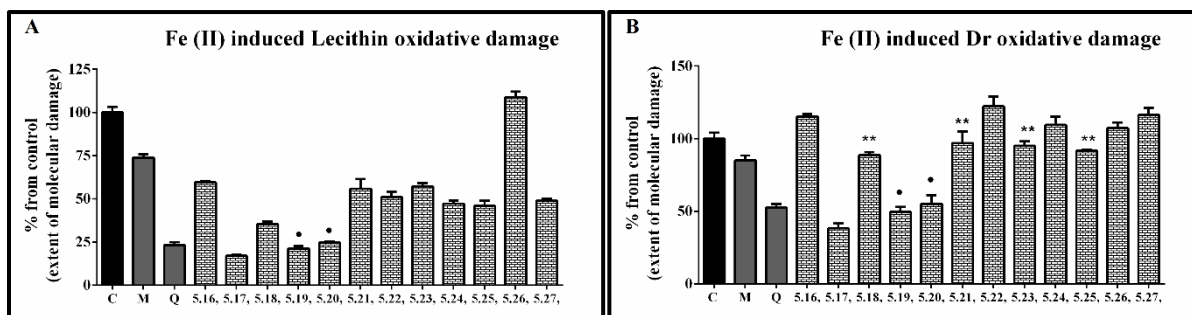 A
Fe (II) induced Lecithin oxidative damage
% from control
(extent of molecular damage)
125
100
75
50
25
0
• •
C M Q 5.16, 5.17, 5.18, 5.19, 5.20, 5.21, 5.22, 5.23, 5.24, 5.25, 5.26, 5.27,
B
Fe (II) induced Dr oxidative damage
% from control
(extent of molecular damage)
150
100
50
0
** • • ** ** **
C M Q 5.16, 5.17, 5.18, 5.19, 5.20, 5.21, 5.22, 5.23, 5.24, 5.25, 5.26, 5.27,